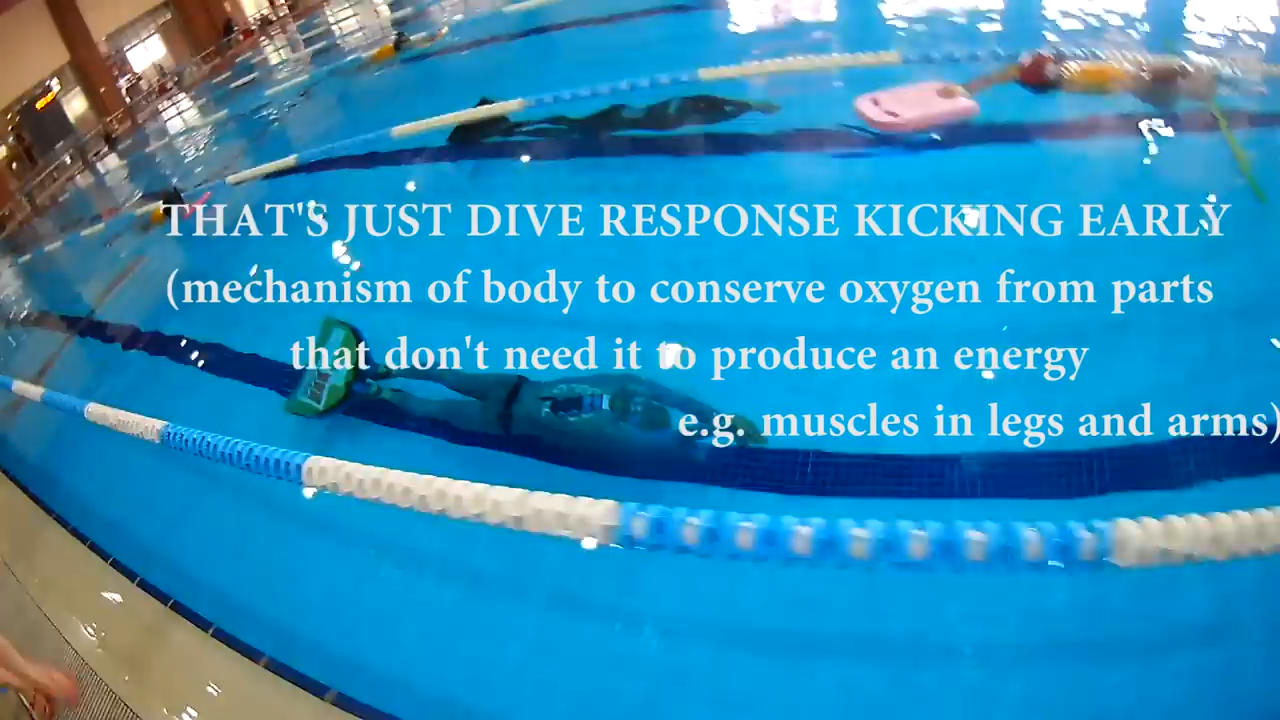 THAT'S JUST DIVE RESPONSE KICKING EARLY
(mechanism of body to conserve oxygen from parts
that don't need it to produce an energy
e.g. muscles in legs and arms)